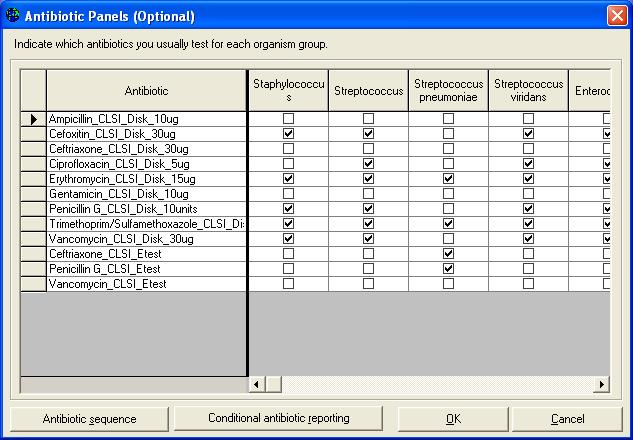 Antibiotic Panels (Optional)
Indicate which antibiotics you usually test for each organism group.
Antibiotic
Staphylococcu
s
Streptococcus
Streptococcus
pneumoniae
Streptococcus
viridans
Enteroc
Ampicillin_CLSI_Disk_10ug
Cefoxitin_CLSI_Disk_30ug
Ceftriaxone_CLSI_Disk_30ug
Ciprofloxacin_CLSI_Disk_5ug
Erythromycin_CLSI_Disk_15ug
Gentamicin_CLSI_Disk_10ug
Penicillin G_CLSI_Disk_10units
Trimethoprim/Sulfamethoxazole_CLSI_Di
Vancomycin_CLSI_Disk_30ug
Ceftriaxone_CLSI_Etest
Penicillin G_CLSI_Etest
Vancomycin_CLSI_Etest
Antibiotic sequence
Conditional antibiotic reporting
OK
Cancel